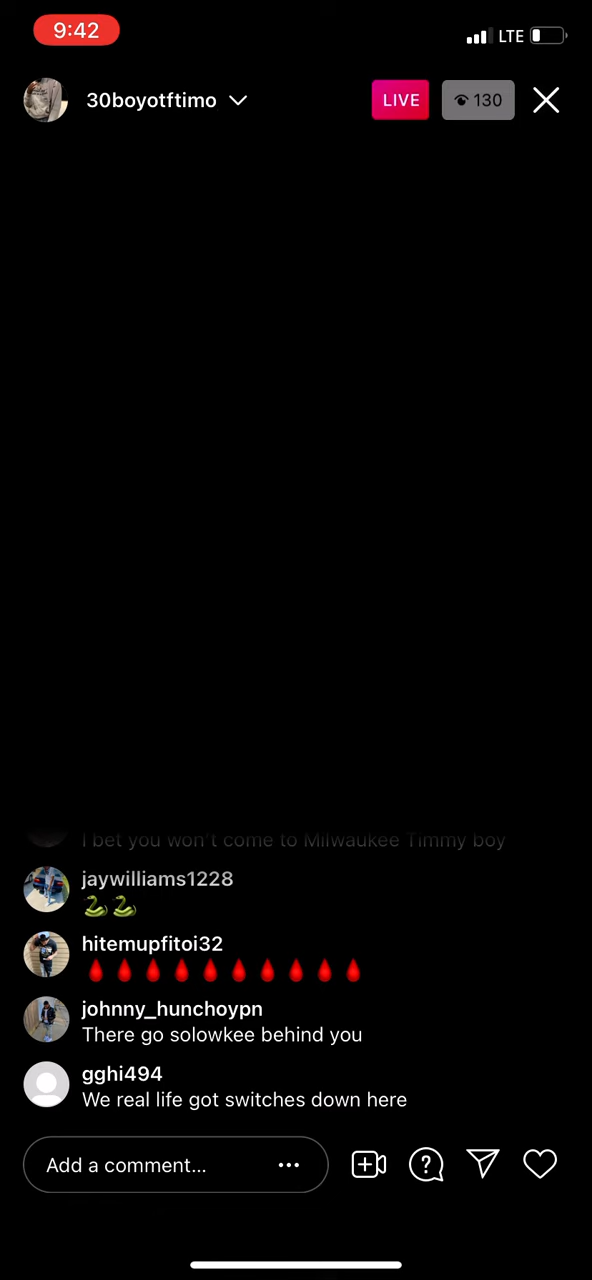 9:42
LTE
30boyotftimo
LIVE
130
I bet you won't come to Milwaukee Timmy boy
jaywilliams1228
🐍🐍
hitemupfitoi32
🩸🩸🩸🩸🩸🩸🩸🩸🩸🩸
johnny_hunchoypn
There go solowkee behind you
gghi494
We real life got switches down here
Add a comment...